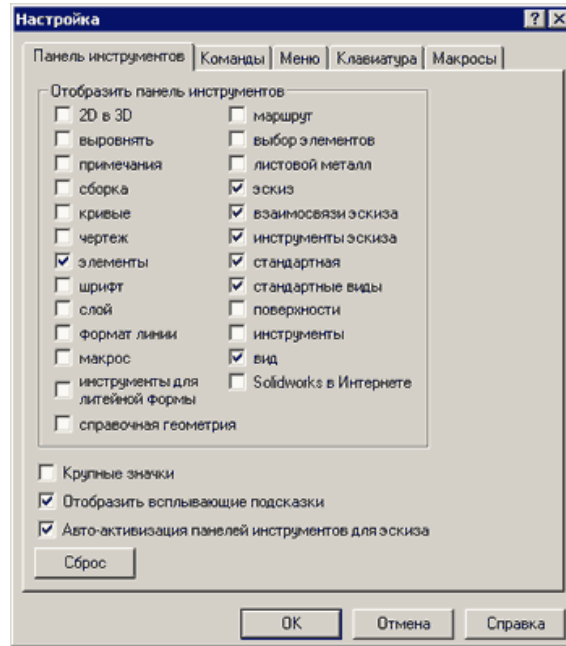 Настройка
Панель инструментов Команды Меню Клавиатура Макросы
Отобразить панель инструментов
2D в 3D
выровнять
примечания
сборка
кривые
чертеж
элементы
шрифт
слой
формат линии
макрос
инструменты для
литейной формы
справочная геометрия
маршрут
выбор элементов
листовой металл
эскиз
взаимосвязи эскиза
инструменты эскиза
стандартная
стандартные виды
поверхности
инструменты
вид
Solidworks в Интернете
Крупные значки
Отобразить всплывающие подсказки
Авто-активизация панелей инструментов для эскиза
Сброс
OK Отмена Справка